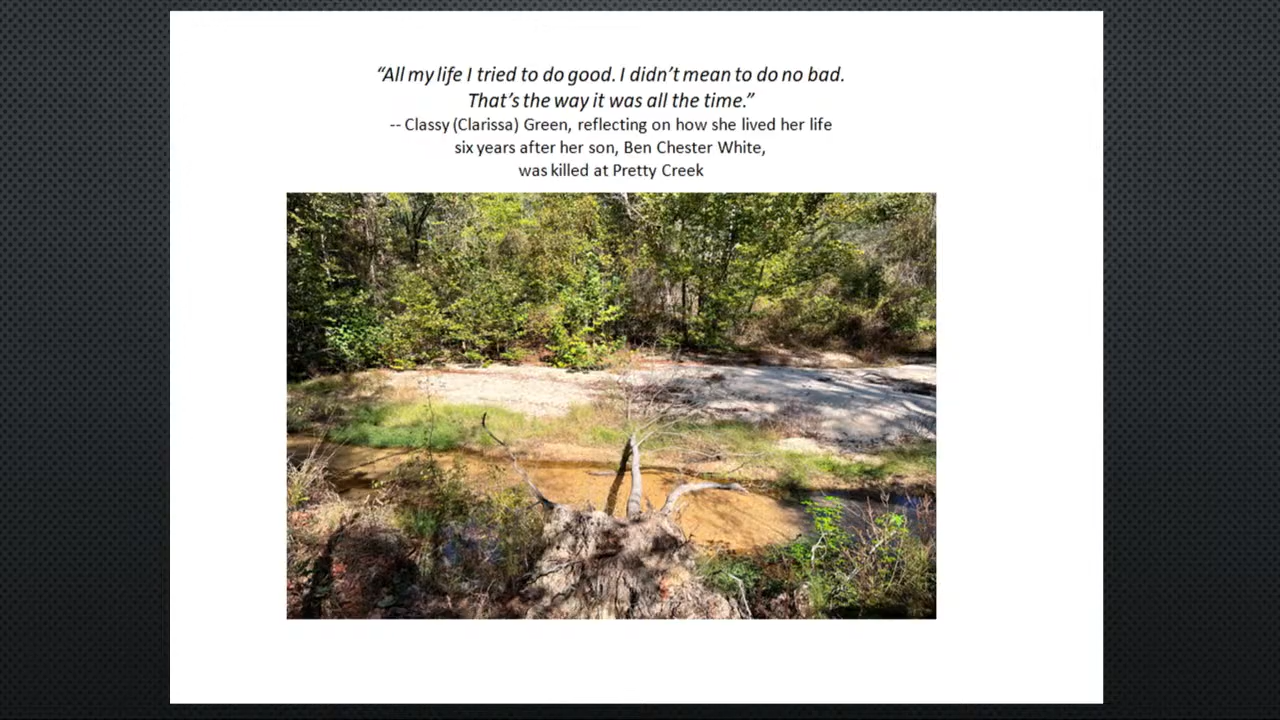 “All my life I tried to do good. I didn’t mean to do no bad.
That’s the way it was all the time.”
-- Classy (Clarissa) Green, reflecting on how she lived her life
six years after her son, Ben Chester White,
was killed at Pretty Creek